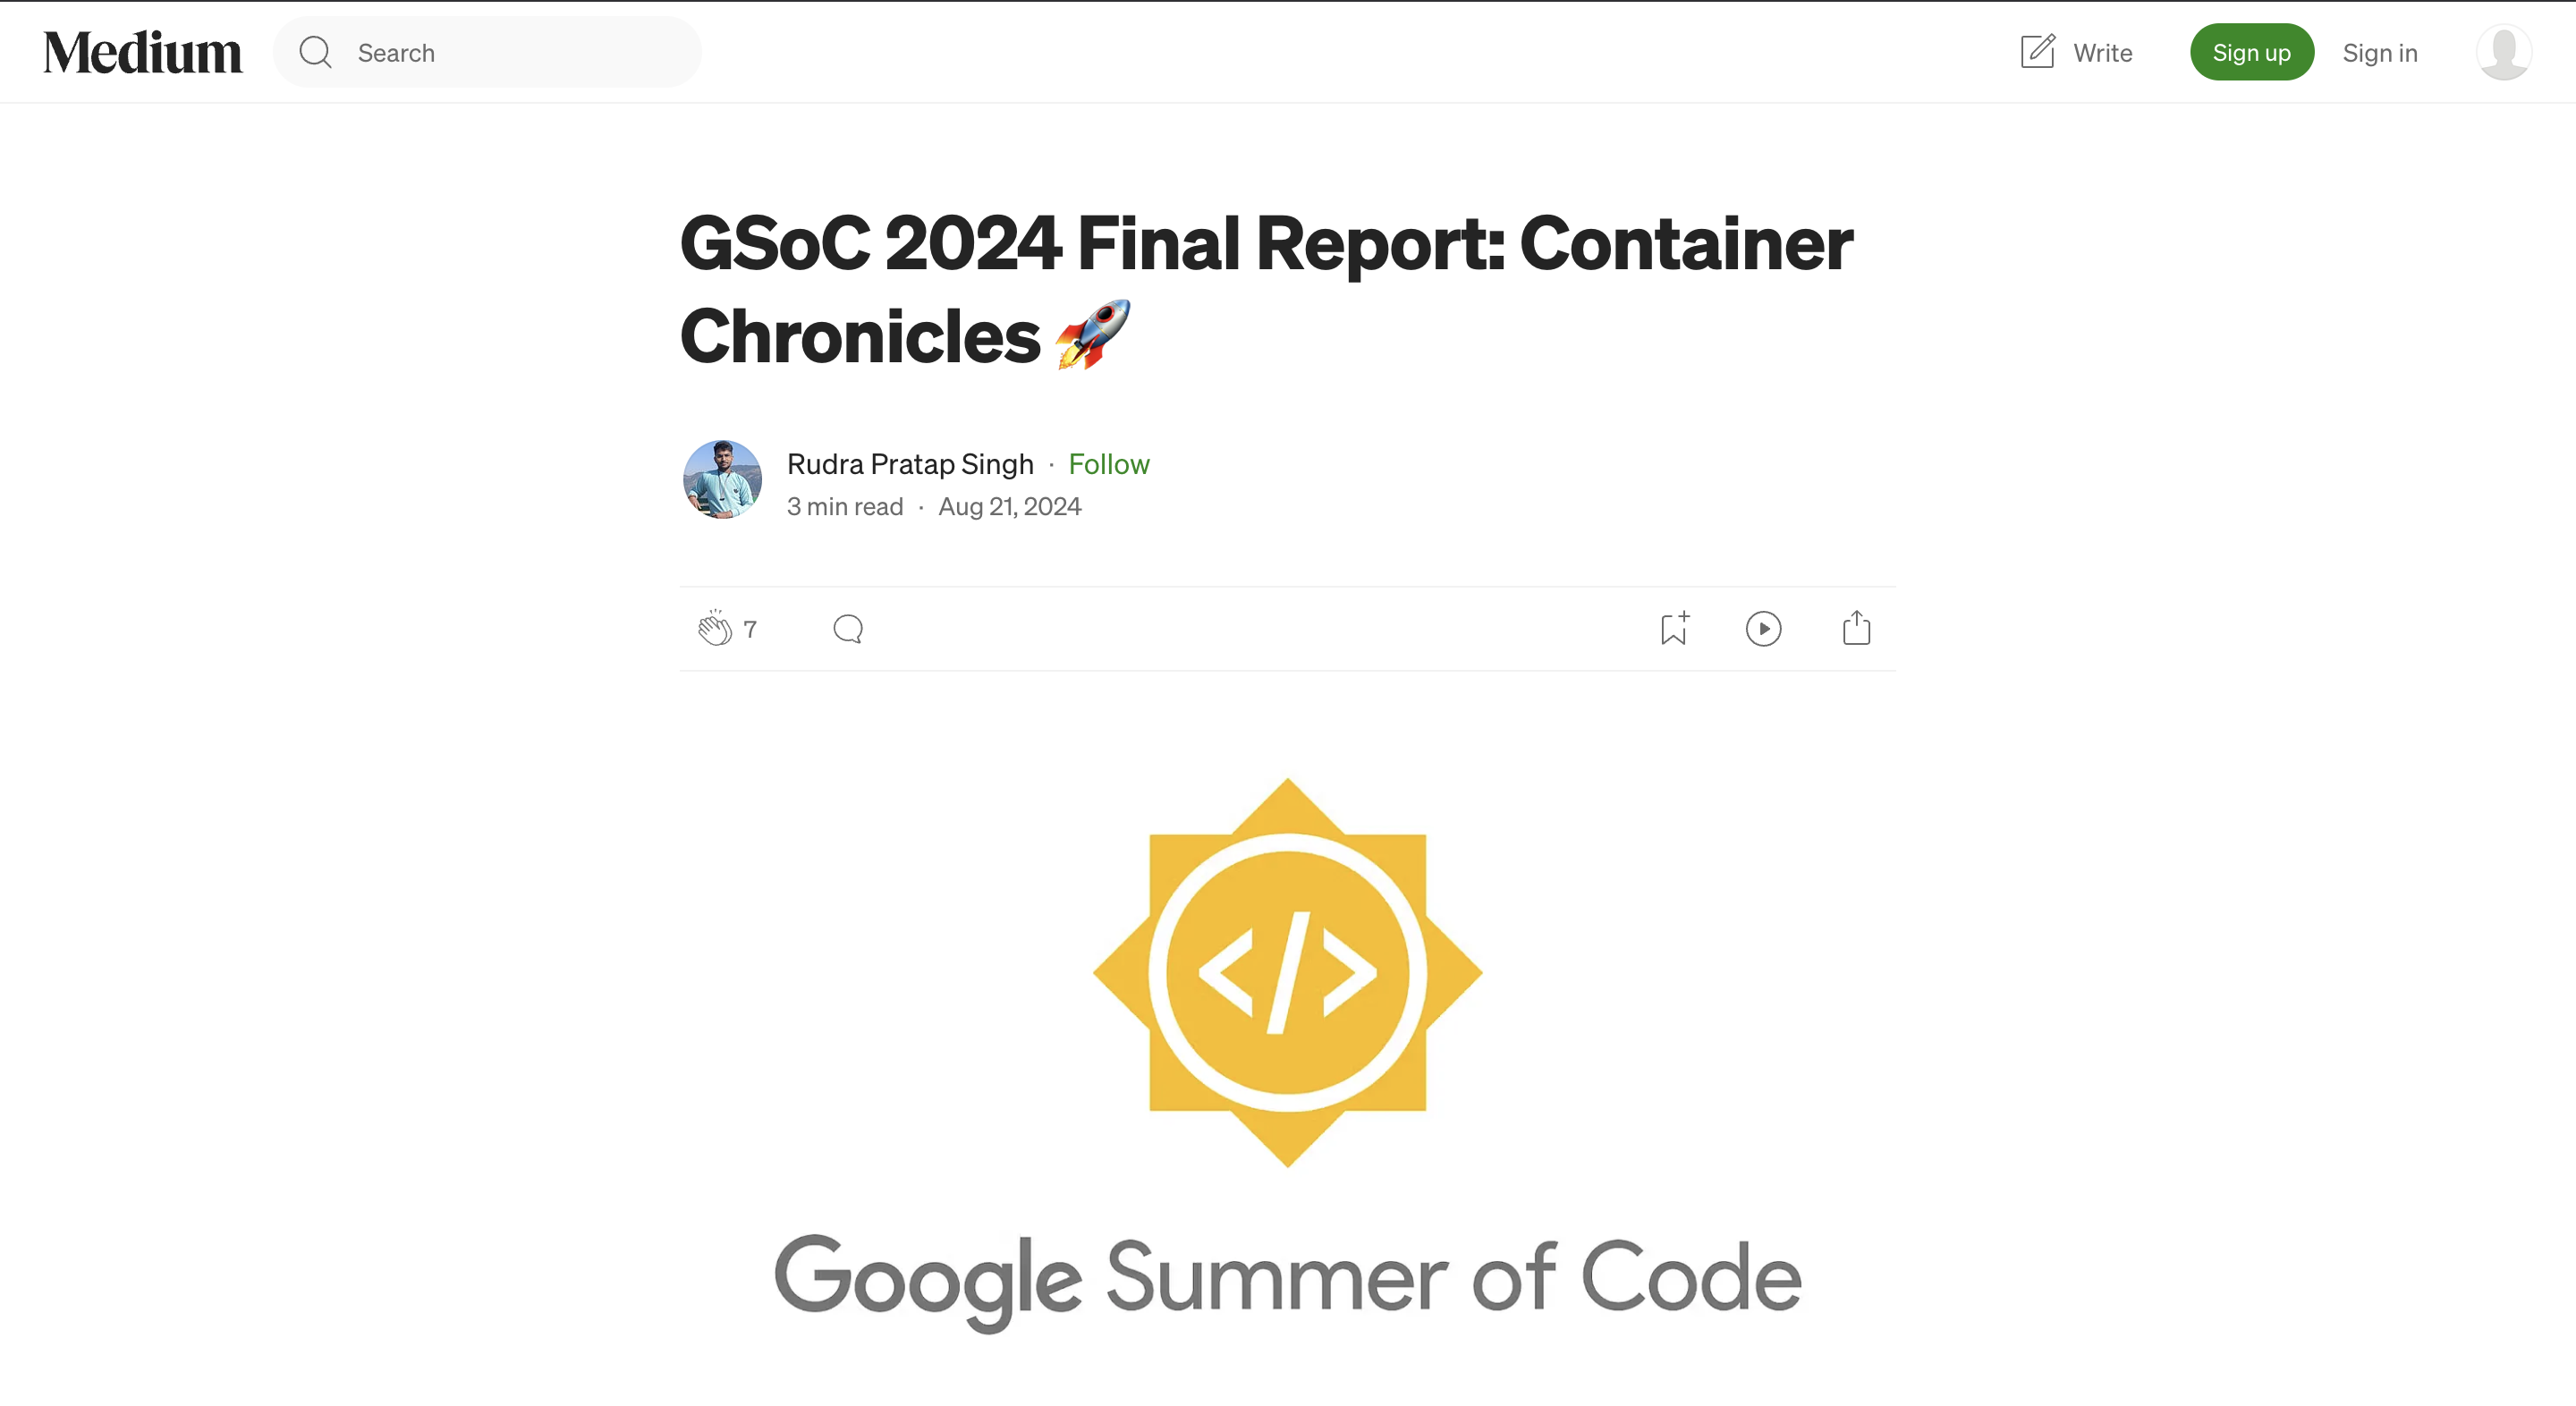 Medium
Search
Write
Sign up
Sign in
GSoC 2024 Final Report: Container
Chronicles 🚀
Rudra Pratap Singh · Follow
3 min read · Aug 21, 2024
7
</>
Google Summer of Code